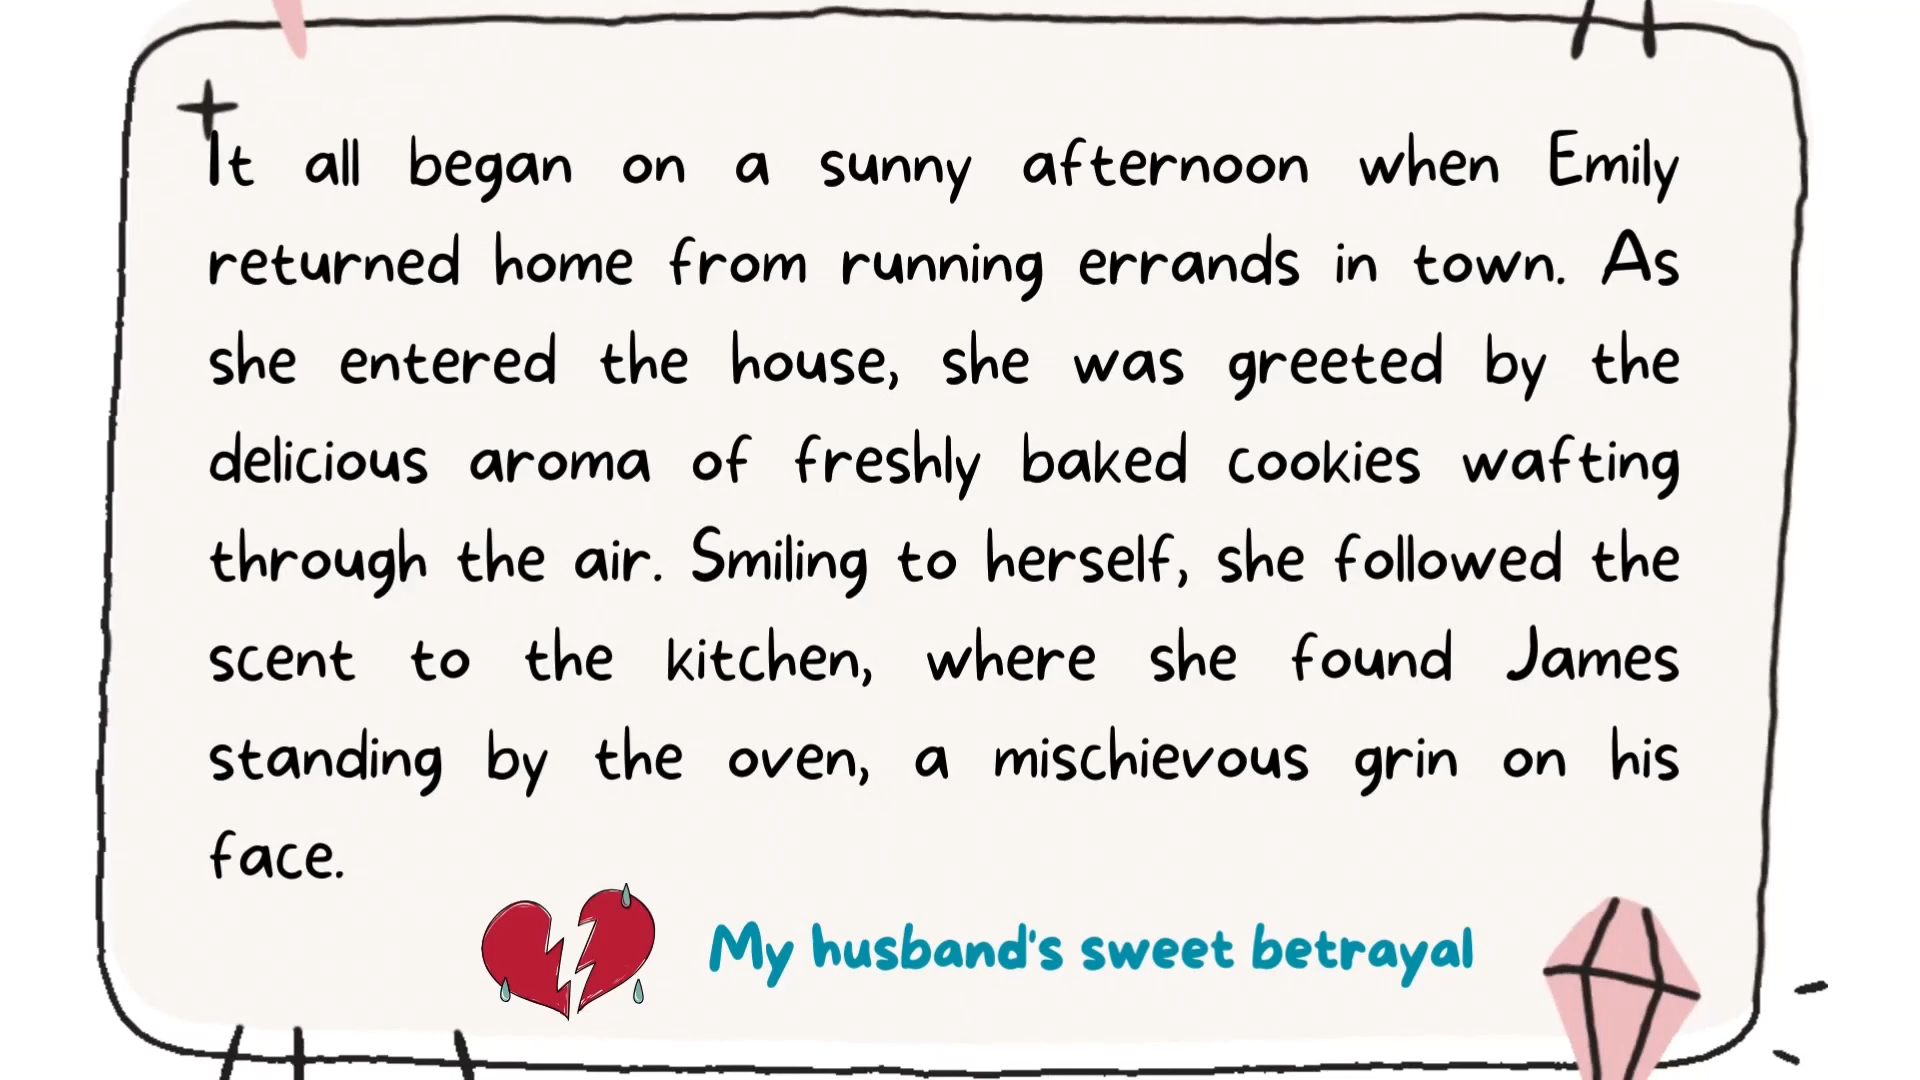 It all began on a sunny afternoon when Emily
returned home from running errands in town. As
she entered the house, she was greeted by the
delicious aroma of freshly baked cookies wafting
through the air. Smiling to herself, she followed the
scent to the kitchen, where she found James
standing by the oven, a mischievous grin on his
face.
My husband's sweet betrayal